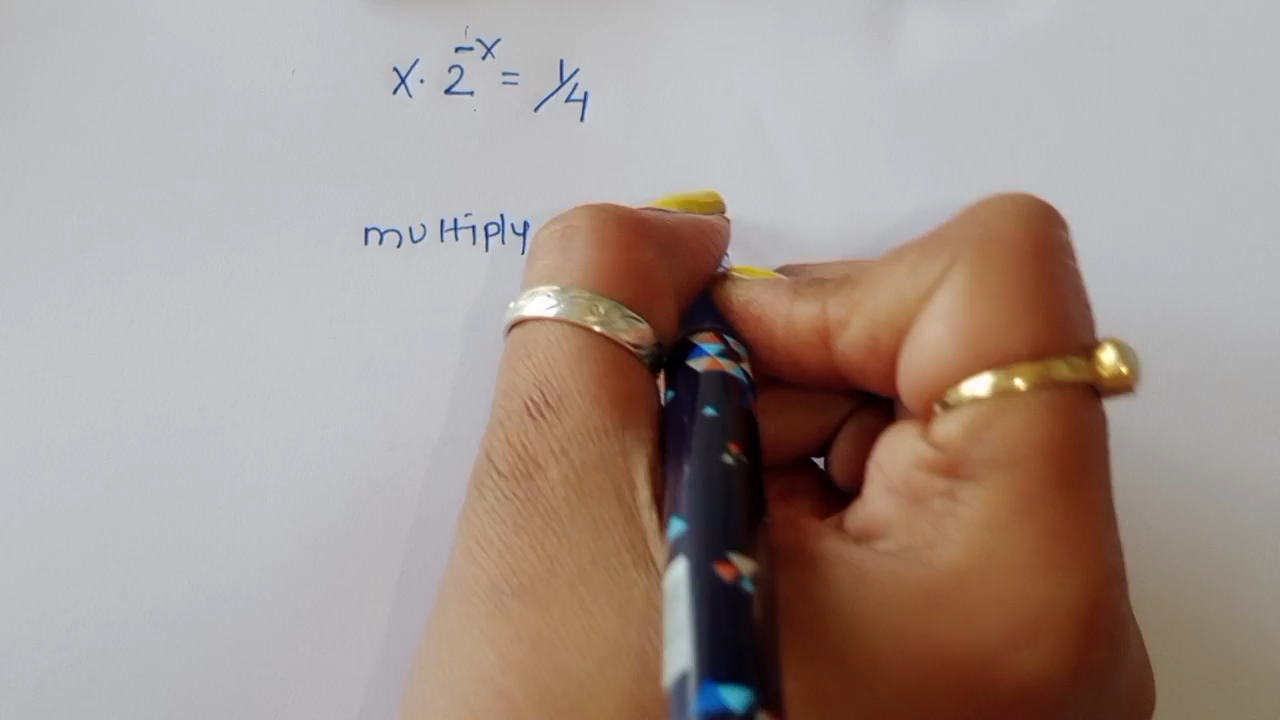 x · 2^-x = 1/4
multiply